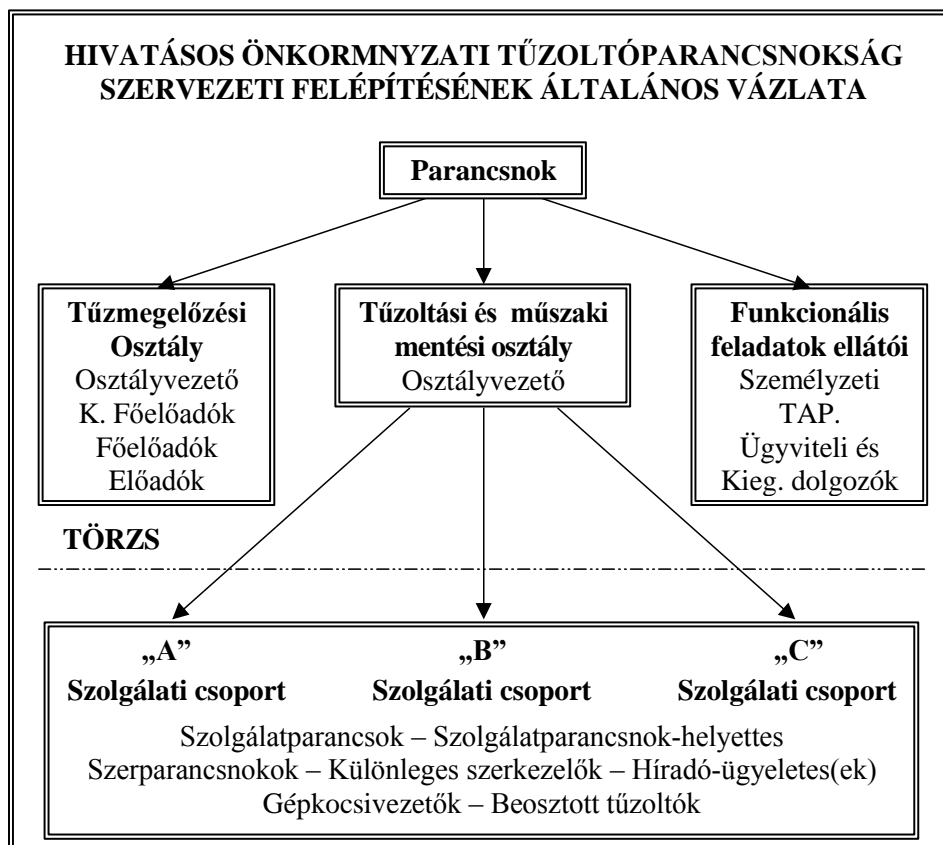 HIVATÁSOS ÖNKORMNYZATI TŰZOLTÓPARANCSNOKSÁG
SZERVEZETI FELÉPÍTÉSÉNEK ÁLTALÁNOS VÁZLATA
Parancsnok
Tűzmegelőzési
Osztály
Osztályvezető
K. Főelőadók
Főelőadók
Előadók
Tűzoltási és műszaki
mentési osztály
Osztályvezető
Funkcionális
feladatok ellátói
Személyzeti
TAP.
Ügyviteli és
Kieg. dolgozók
TÖRZS
„A”
Szolgálati csoport
„B”
Szolgálati csoport
„C”
Szolgálati csoport
Szolgálatparancsok – Szolgálatparancsnok-helyettes
Szerparancsnokok – Különleges szerkezelők – Híradó-ügyeletes(ek)
Gépkocsivezetők – Beosztott tűzoltók